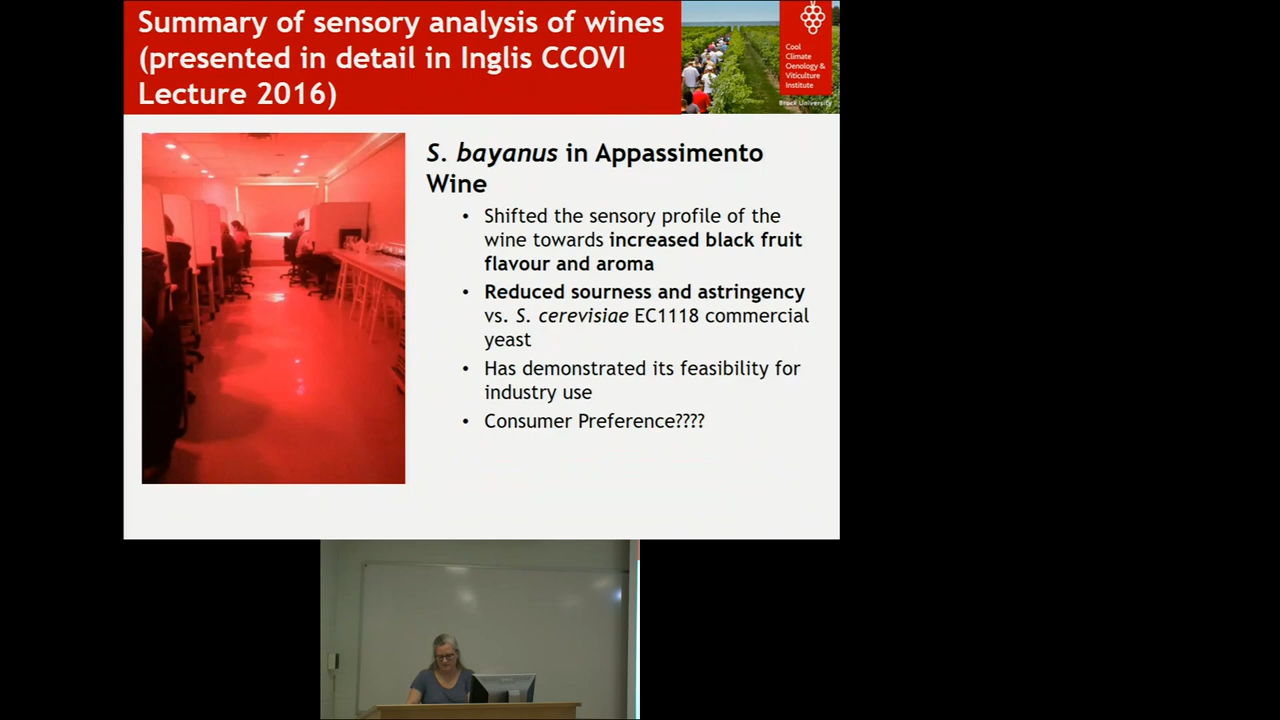 Summary of sensory analysis of wines
(presented in detail in Inglis CCOVI
Lecture 2016)
Cool
Climate
Oenology &
Viticulture
Institute
Brock University
S. bayanus in Appassimento
Wine
• Shifted the sensory profile of the
wine towards increased black fruit
flavour and aroma
• Reduced sourness and astringency
vs. S. cerevisiae EC1118 commercial
yeast
• Has demonstrated its feasibility for
industry use
• Consumer Preference????